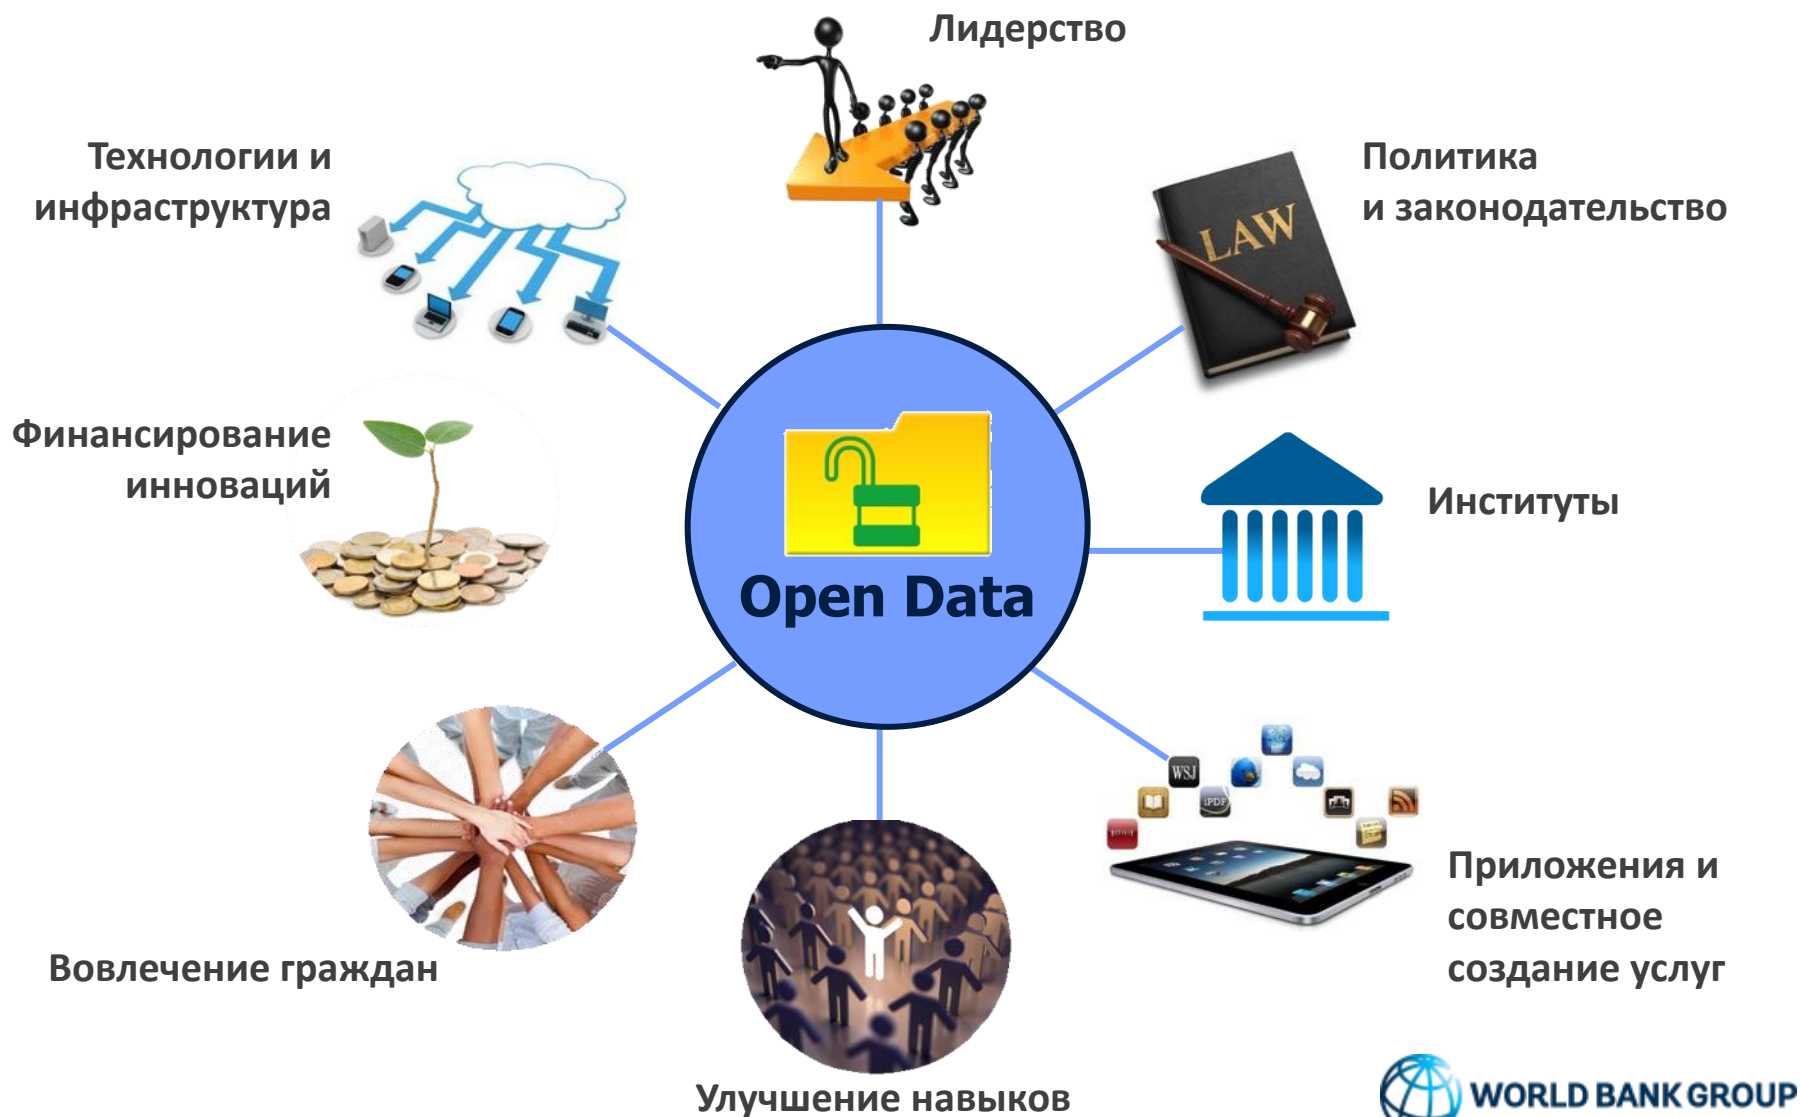 Лидерство
Технологии и
инфраструктура
Политика
и законодательство
LAW
Финансирование
инноваций
Институты
Open Data
WSJ
iPDF
Приложения и
совместное
создание услуг
Вовлечение граждан
Улучшение навыков
WORLD BANK GROUP